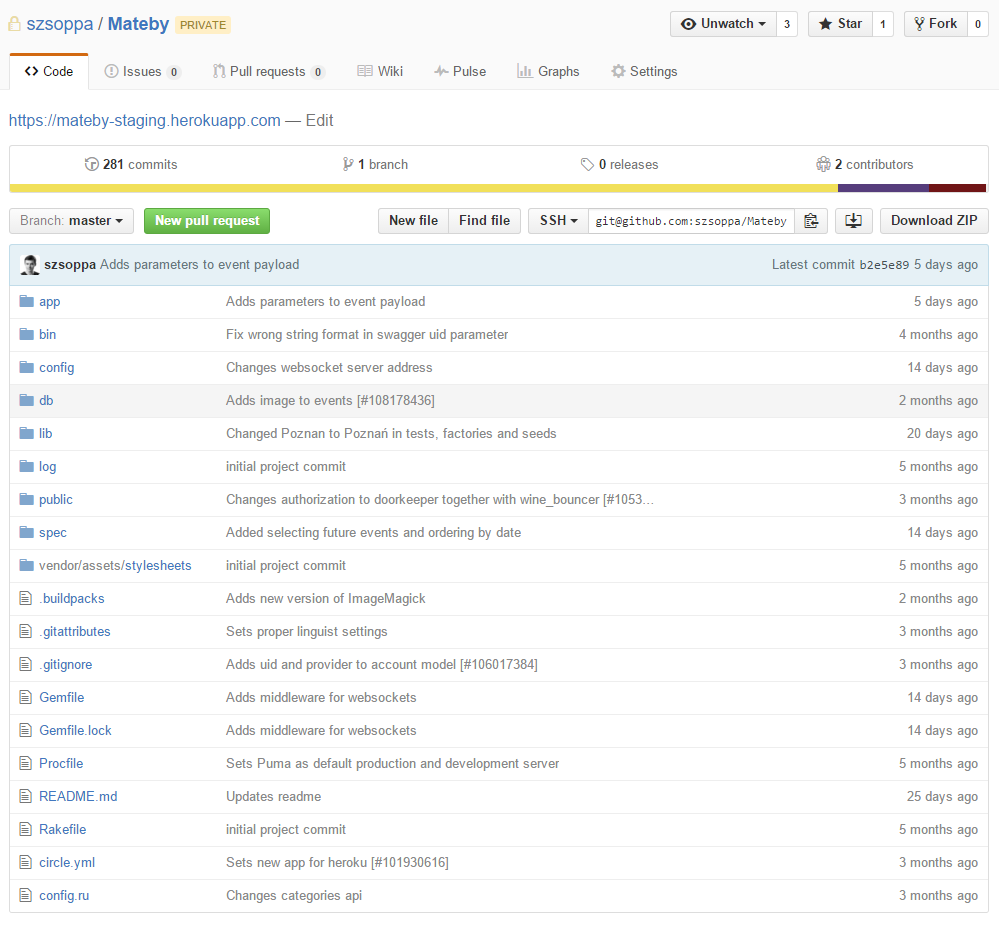 szsoppa / Mateby PRIVATE Unwatch 3 Star 1 Fork 0
Code Issues 0 Pull requests 0 Wiki Pulse Graphs Settings
https://mateby-staging.herokuapp.com — Edit
281 commits 1 branch 0 releases 2 contributors
Branch: master New pull request New file Find file SSH git@github.com:szsoppa/Mateby Download ZIP
szsoppa Adds parameters to event payload Latest commit b2e5e89 5 days ago
app Adds parameters to event payload 5 days ago
bin Fix wrong string format in swagger uid parameter 4 months ago
config Changes websocket server address 14 days ago
db Adds image to events [#108178436] 2 months ago
lib Changed Poznan to Poznań in tests, factories and seeds 20 days ago
log initial project commit 5 months ago
public Changes authorization to doorkeeper together with wine_bouncer [#1053… 3 months ago
spec Added selecting future events and ordering by date 14 days ago
vendor/assets/stylesheets initial project commit 5 months ago
.buildpacks Adds new version of ImageMagick 2 months ago
.gitattributes Sets proper linguist settings 3 months ago
.gitignore Adds uid and provider to account model [#106017384] 3 months ago
Gemfile Adds middleware for websockets 14 days ago
Gemfile.lock Adds middleware for websockets 14 days ago
Procfile Sets Puma as default production and development server 5 months ago
README.md Updates readme 25 days ago
Rakefile initial project commit 5 months ago
circle.yml Sets new app for heroku [#101930616] 3 months ago
config.ru Changes categories api 3 months ago